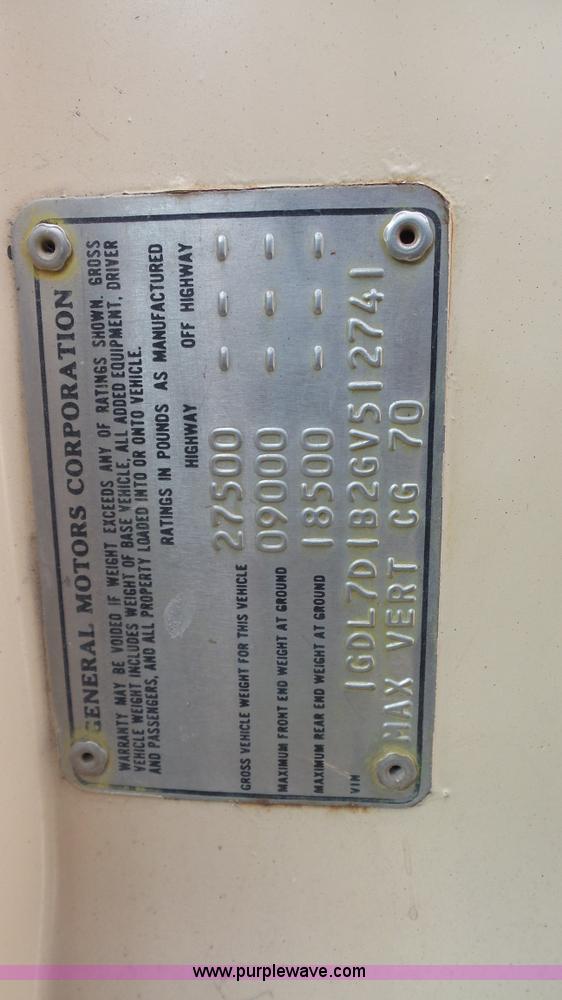 GENERAL MOTORS CORPORATION
WARRANTY MAY BE VOIDED IF WEIGHT EXCEEDS ANY OF RATINGS SHOWN. GROSS
VEHICLE WEIGHT INCLUDES WEIGHT OF BASE VEHICLE, ALL ADDED EQUIPMENT, DRIVER
AND PASSENGERS, AND ALL PROPERTY LOADED INTO OR ONTO VEHICLE.
RATINGS IN POUNDS AS MANUFACTURED
HIGHWAY OFF HIGHWAY
GROSS VEHICLE WEIGHT FOR THIS VEHICLE 27500 - - -
MAXIMUM FRONT END WEIGHT AT GROUND 09000 - - -
MAXIMUM REAR END WEIGHT AT GROUND 18500 - - -
VIN 1GDL7D1B2GV512741
MAX VERT CG 70
www.purplewave.com